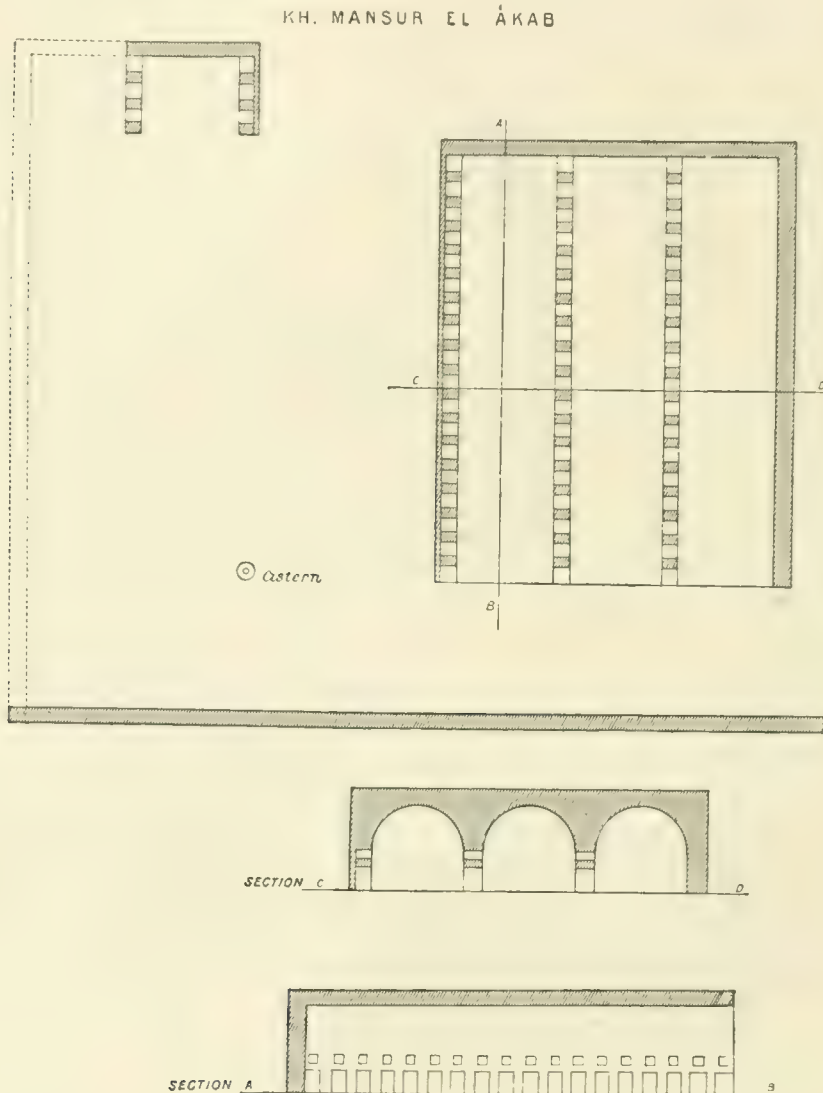 KH. MANSUR EL ÁKAB
A
C D
Cistern
B
SECTION C D
SECTION A B